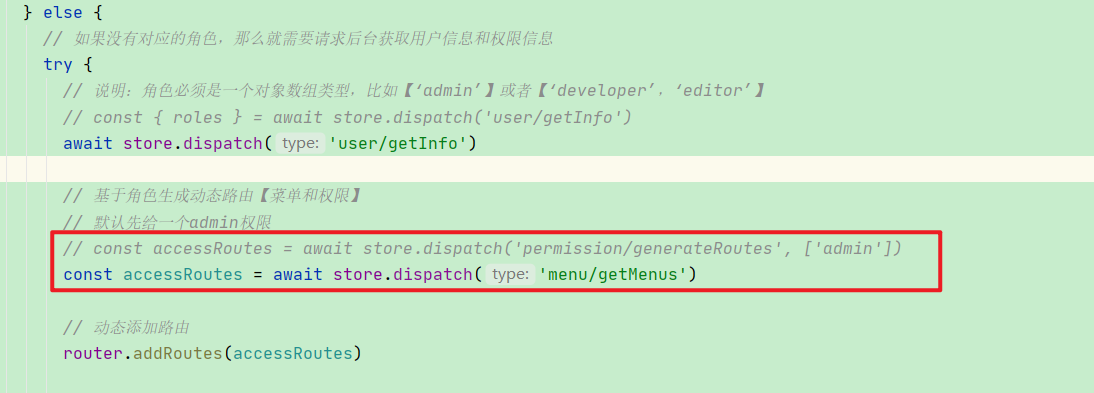 } else {
// 如果没有对应的角色，那么就需要请求后台获取用户信息和权限信息
try {
// 说明：角色必须是一个对象数组类型，比如【‘admin’】或者【‘developer’，‘editor’】
// const { roles } = await store.dispatch('user/getInfo')
await store.dispatch( type: 'user/getInfo')
// 基于角色生成动态路由【菜单和权限】
// 默认先给一个admin权限
// const accessRoutes = await store.dispatch('permission/generateRoutes', ['admin'])
const accessRoutes = await store.dispatch( type: 'menu/getMenus')
// 动态添加路由
router.addRoutes(accessRoutes)